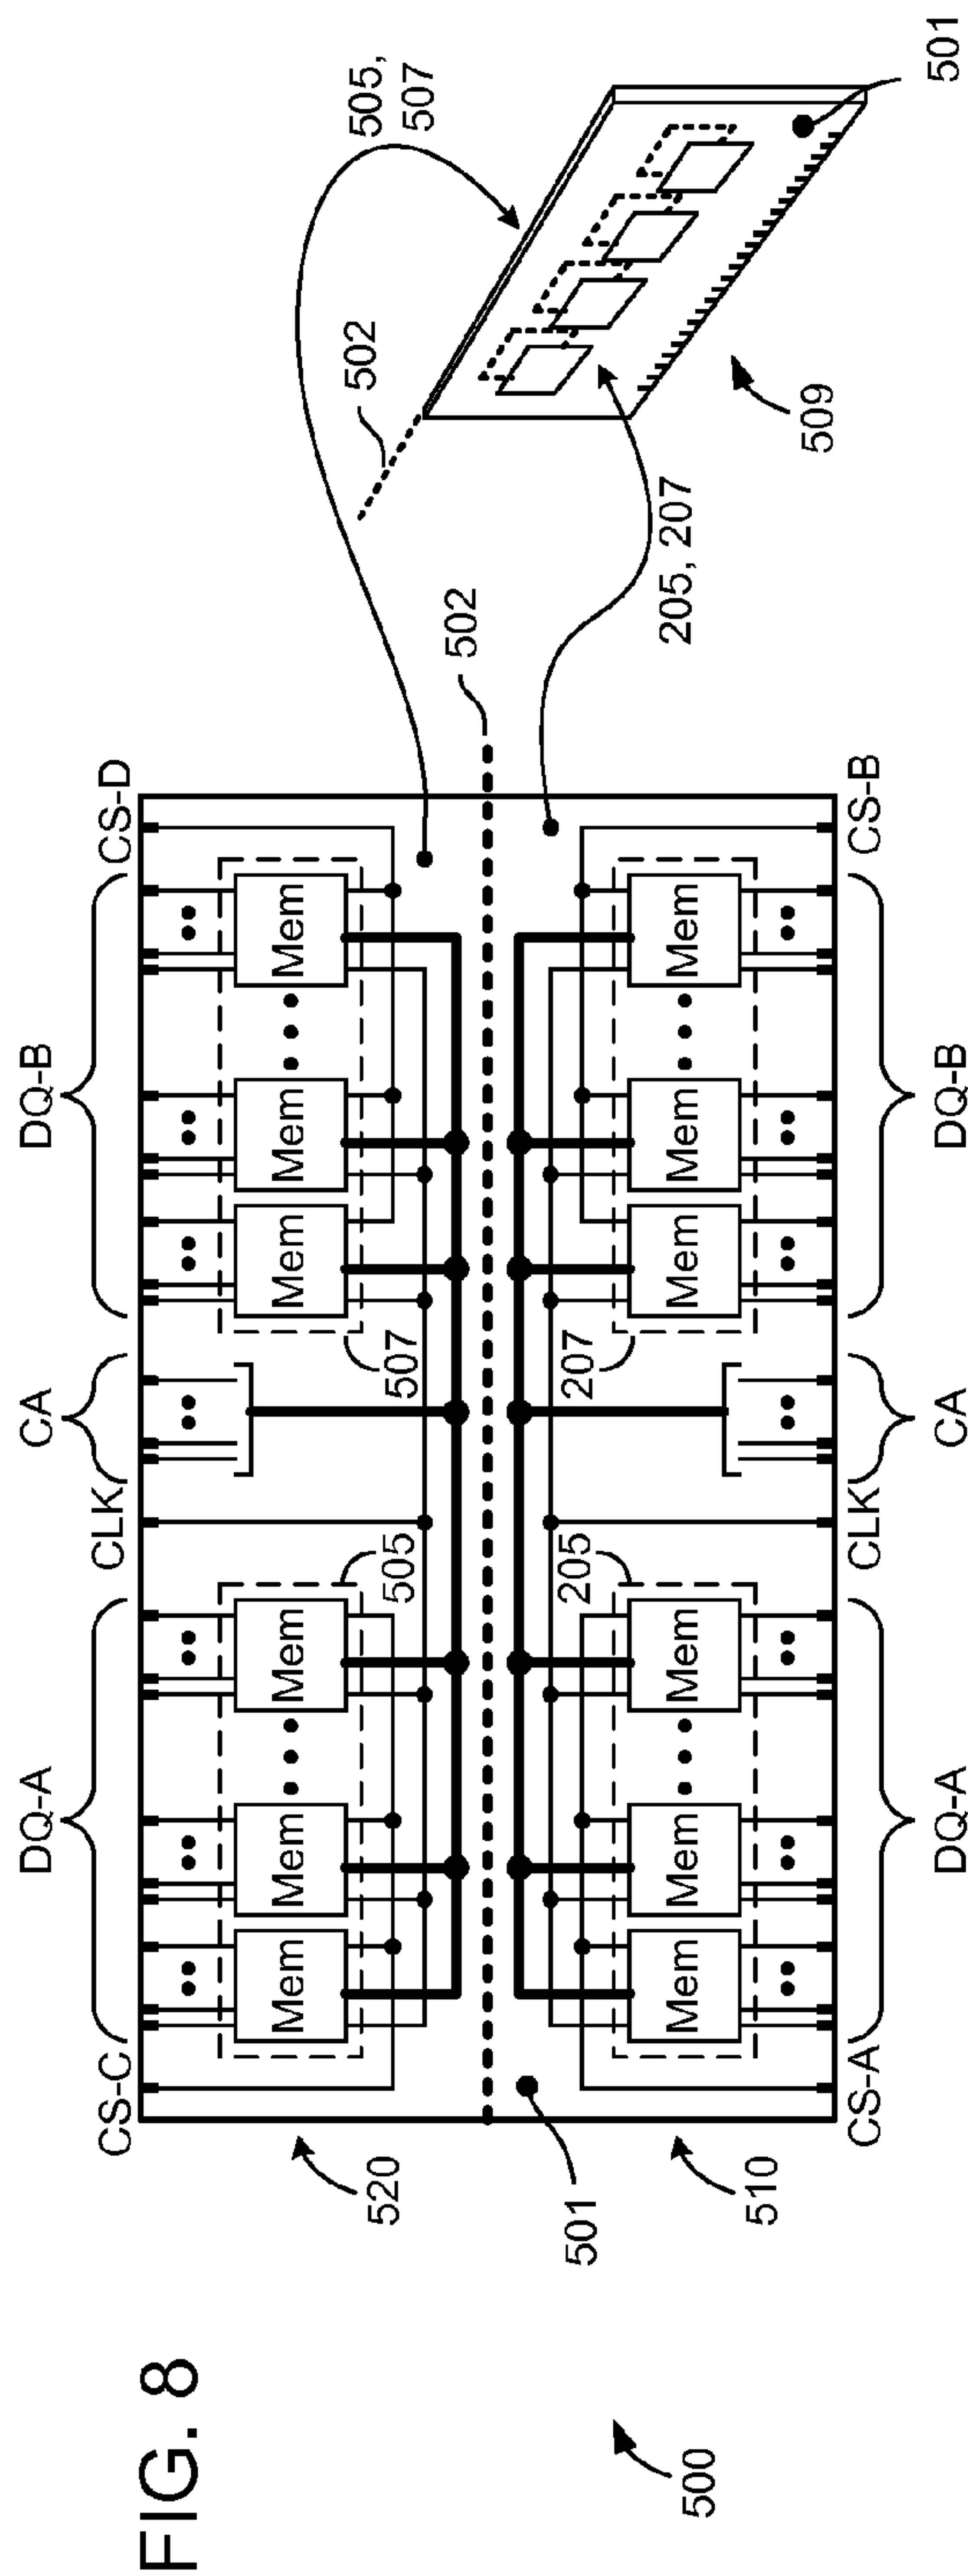 FIG. 8
500
520
510
501
CS-C
DQ-A
CLK
CA
DQ-B
CS-D
Mem
Mem
Mem
Mem
Mem
Mem
505
507
502
205
207
Mem
Mem
Mem
Mem
Mem
Mem
CS-A
DQ-A
CLK
CA
DQ-B
CS-B
505,
507
502
205, 207
509
501